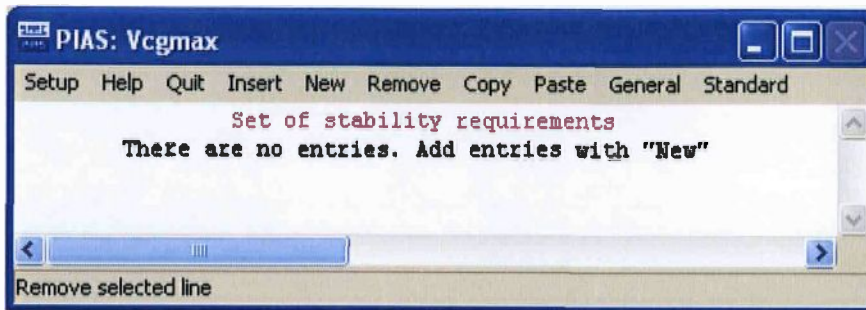 PIAS: Vcgmax
Setup Help Quit Insert New Remove Copy Paste General Standard
Set of stability requirements
There are no entries. Add entries with "New"
Remove selected line